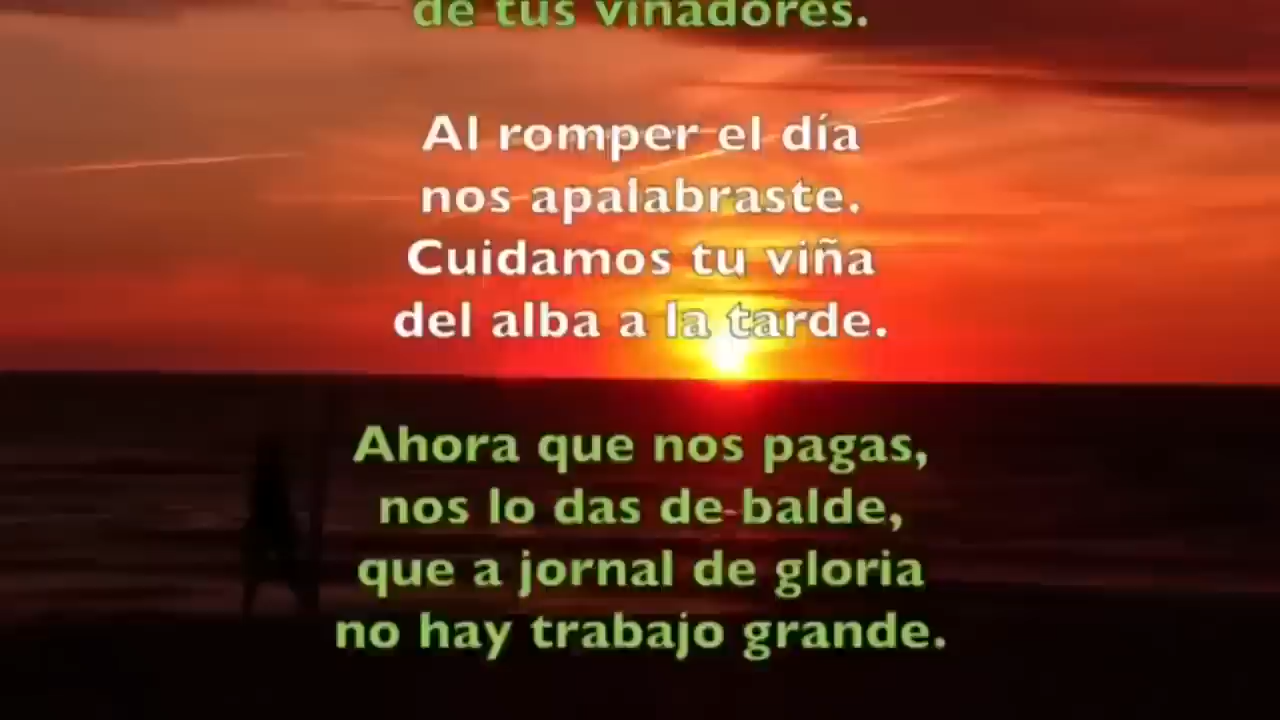 de tus viñadores.
Al romper el día
nos apalabraste.
Cuidamos tu viña
del alba a la tarde.
Ahora que nos pagas,
nos lo das de balde,
que a jornal de gloria
no hay trabajo grande.